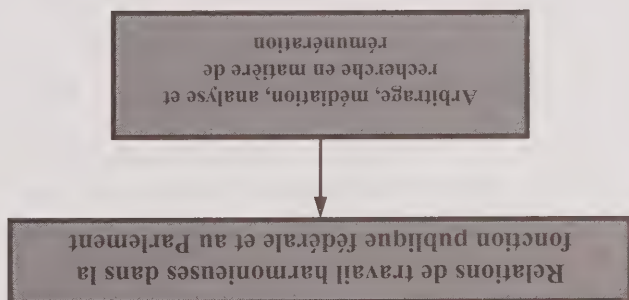 Relations de travail harmonieuses dans la
fonction publique fédérale et au Parlement
Arbitrage, médiation, analyse et
recherche en matière de
rémunération